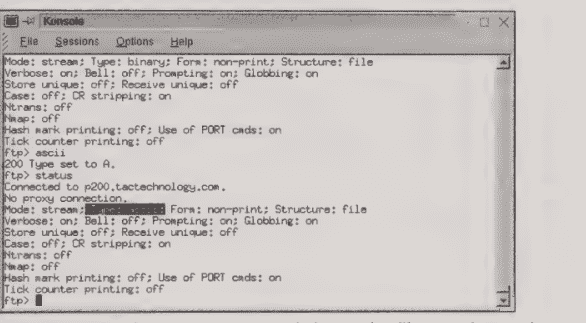 Konsole
File Sessions Options Help
Mode: stream; Type: binary; Form: non-print; Structure: file
Verbose: on; Bell: off; Prompting: on; Globbing: on
Store unique: off; Receive unique: off
Case: off; CR stripping: on
Ntrans: off
Nmap: off
Hash mark printing: off; Use of PORT cmds: on
Tick counter printing: off
ftp> ascii
200 Type set to A.
ftp> status
Connected to p200.tactechnology.com.
No proxy connection.
Mode: stream; Form: non-print; Structure: file
Verbose: on; Bell: off; Prompting: on; Globbing: on
Store unique: off; Receive unique: off
Case: off; CR stripping: on
Ntrans: off
Nmap: off
Hash mark printing: off; Use of PORT cmds: on
Tick counter printing: off
ftp>